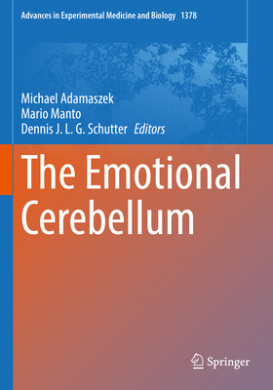 Advances in Experimental Medicine and Biology 1378
Michael Adamaszek
Mario Manto
Dennis J. L. G. Schutter Editors
The Emotional
Cerebellum
Springer